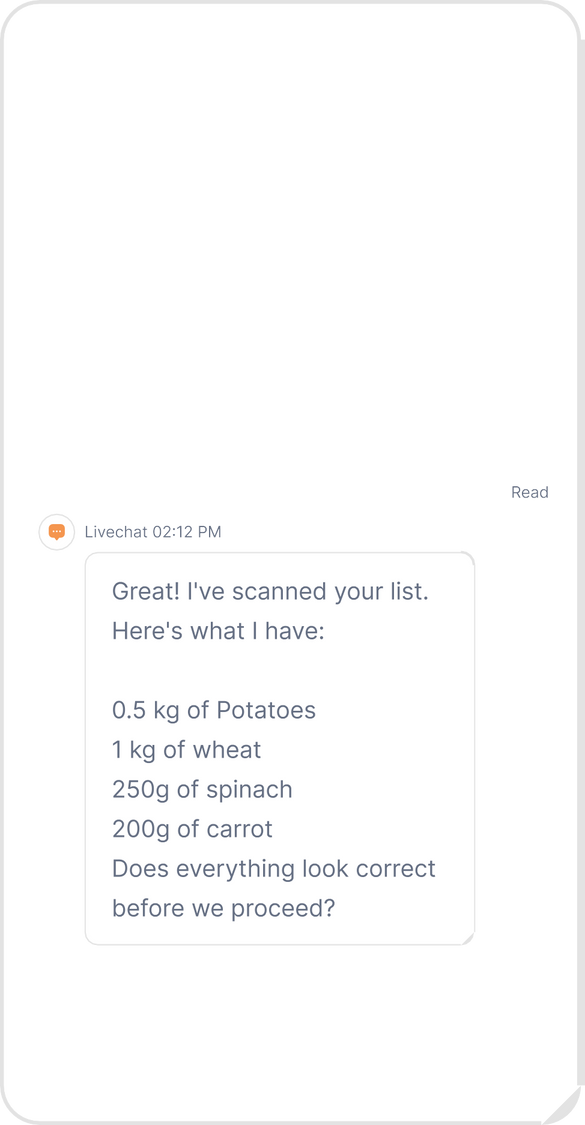 Read
Livechat 02:12 PM
Great! I've scanned your list.
Here's what I have:
0.5 kg of Potatoes
1 kg of wheat
250g of spinach
200g of carrot
Does everything look correct
before we proceed?